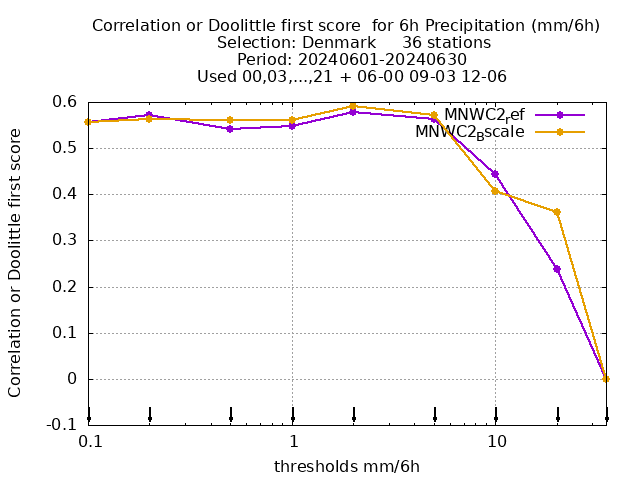 Correlation or Doolittle first score  for 6h Precipitation (mm/6h)
Selection: Denmark     36 stations
Period: 20240601-20240630
Used 00,03,...,21 + 06-00 09-03 12-06
MNWC2ref
MNWC2Bscale
Correlation or Doolittle first score
0.6
0.5
0.4
0.3
0.2
0.1
0
-0.1
0.1 1 10
thresholds mm/6h